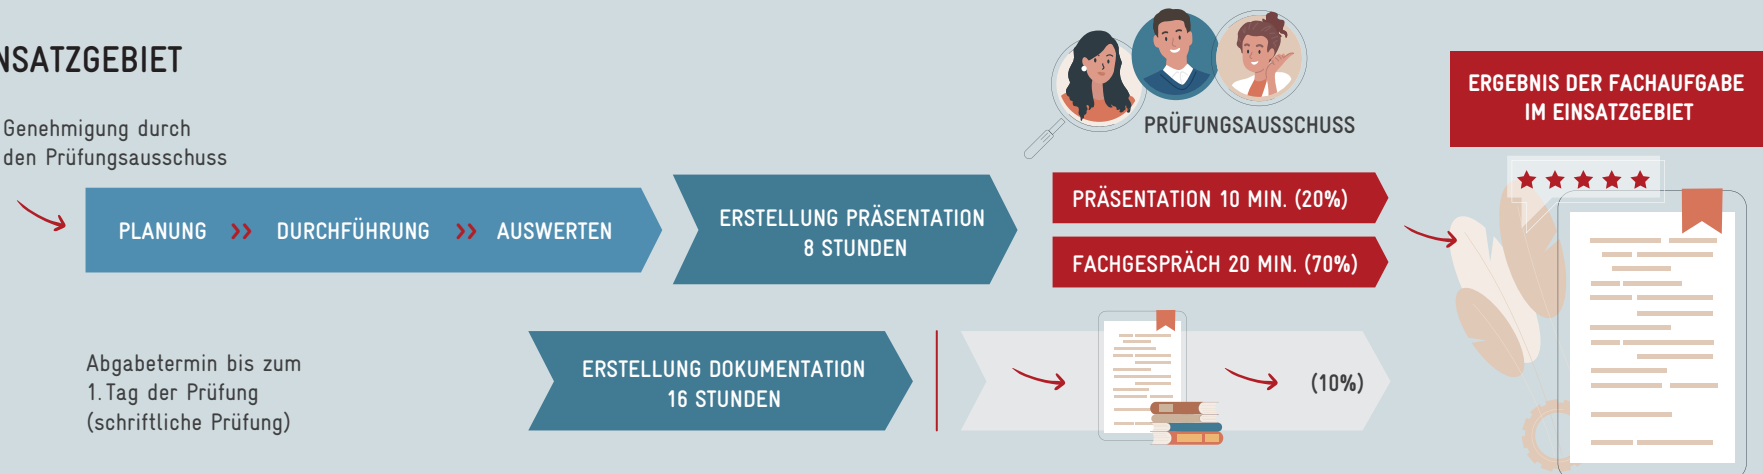 NSATZGEBIET
Genehmigung durch
den Prüfungsausschuss
PLANUNG >> DURCHFÜHRUNG >> AUSWERTEN
ERSTELLUNG PRÄSENTATION
8 STUNDEN
PRÜFUNGSAUSSCHUSS
PRÄSENTATION 10 MIN. (20%)
FACHGESPRÄCH 20 MIN. (70%)
ERGEBNIS DER FACHAUFGABE
IM EINSATZGEBIET
Abgabetermin bis zum
1. Tag der Prüfung
(schriftliche Prüfung)
ERSTELLUNG DOKUMENTATION
16 STUNDEN
(10%)